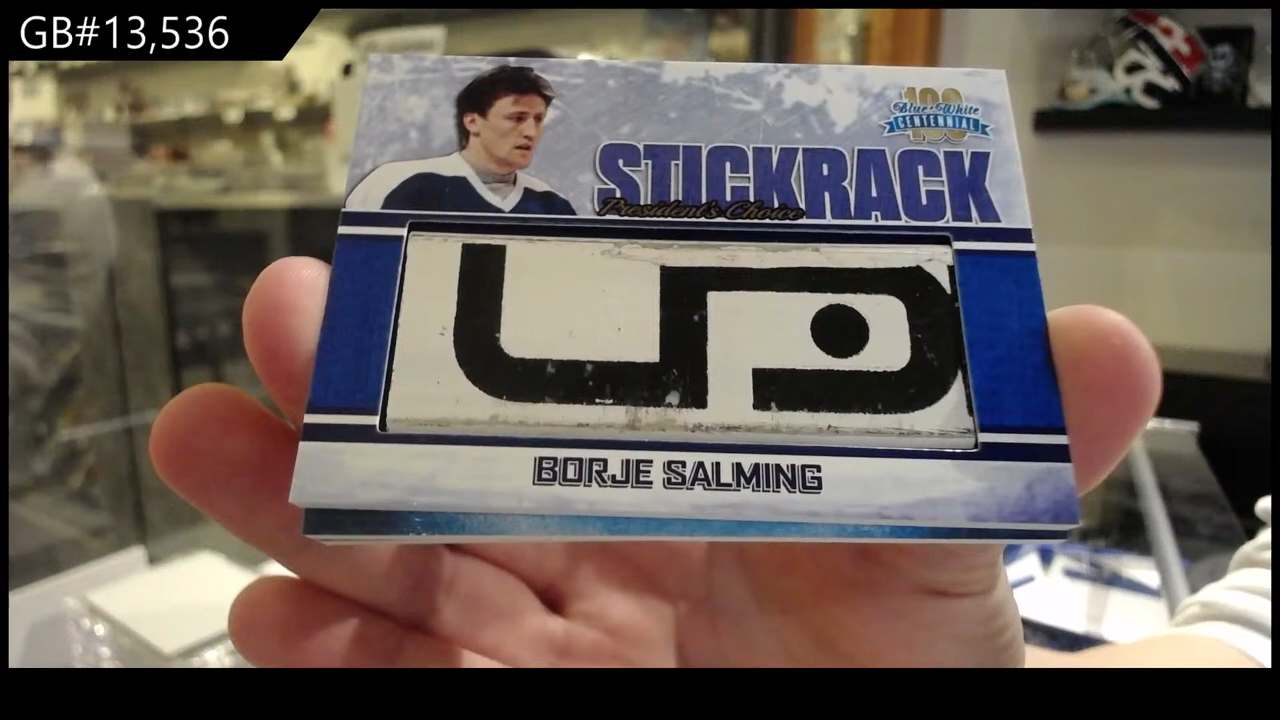 GB#13,536
100
Blue & White
CENTENNIAL
STICKRACK
President's Choice
BORJE SALMING